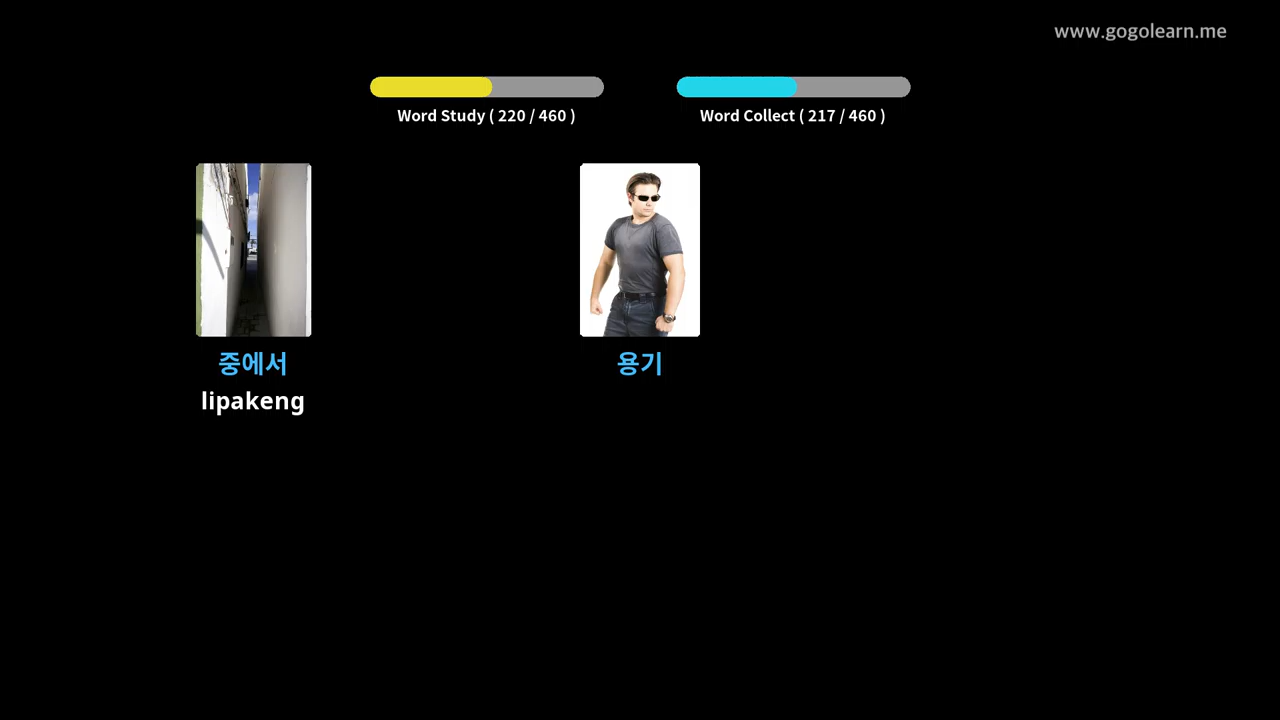 www.gogolearn.me
Word Study ( 220 / 460 )
Word Collect ( 217 / 460 )
중에서
용기
lipakeng